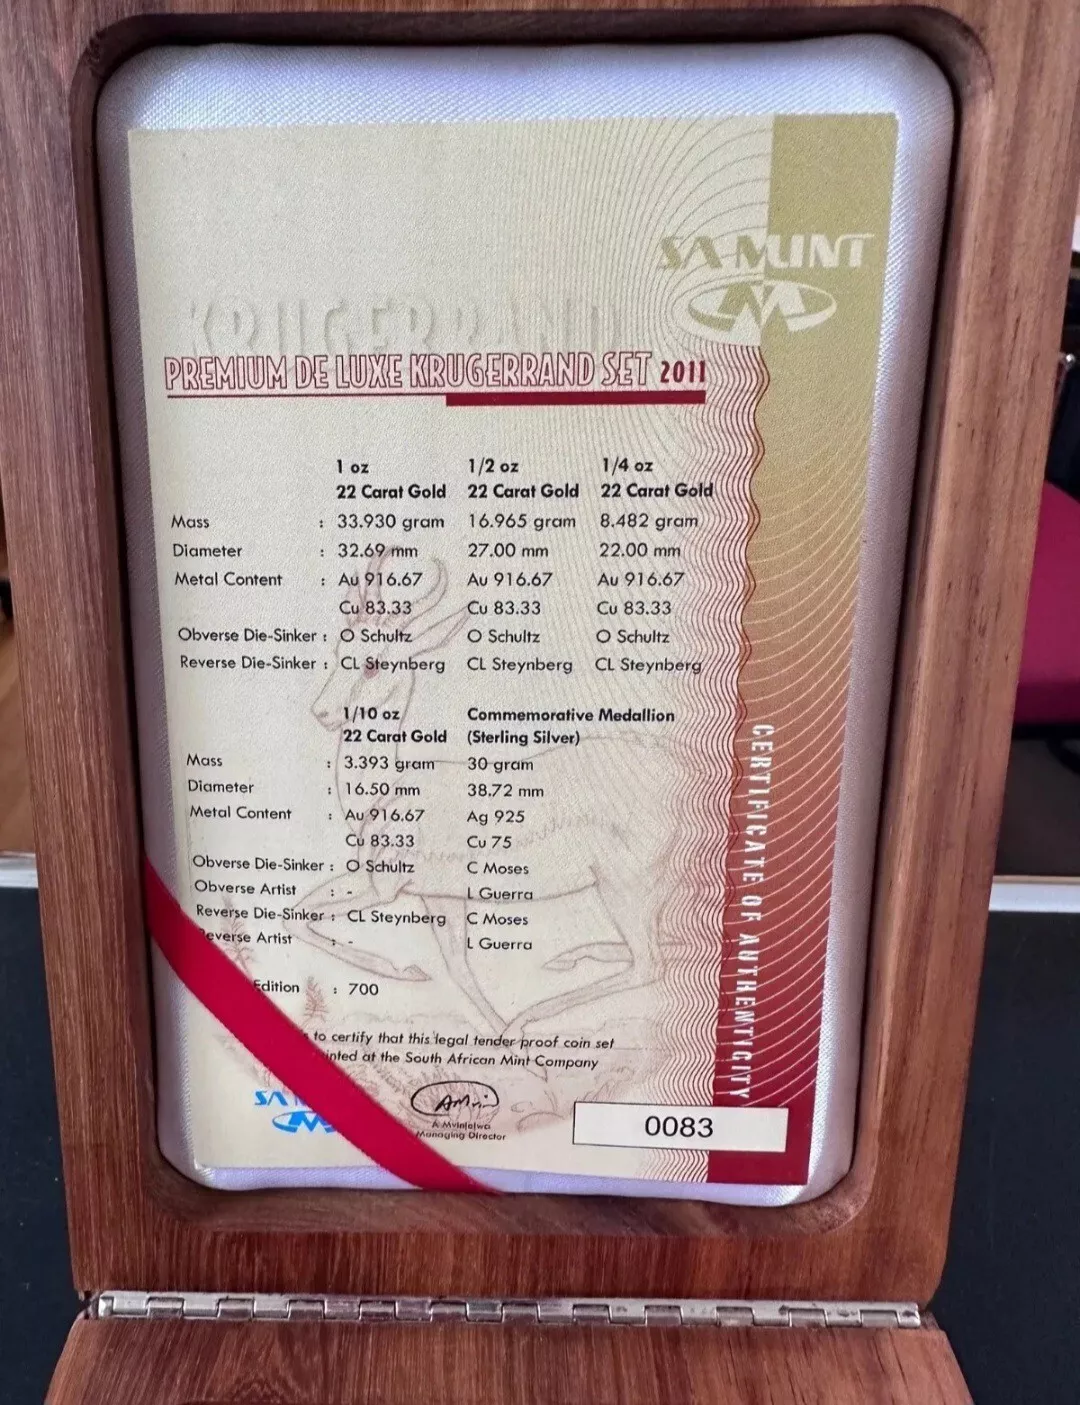 SA MINT
KRUGERRAND
PREMIUM DE LUXE KRUGERRAND SET 2011
1 oz 1/2 oz 1/4 oz
22 Carat Gold 22 Carat Gold 22 Carat Gold
Mass : 33.930 gram 16.965 gram 8.482 gram
Diameter : 32.69 mm 27.00 mm 22.00 mm
Metal Content : Au 916.67 Au 916.67 Au 916.67
Cu 83.33 Cu 83.33 Cu 83.33
Obverse Die-Sinker : O Schultz O Schultz O Schultz
Reverse Die-Sinker : CL Steynberg CL Steynberg CL Steynberg
1/10 oz Commemorative Medallion
22 Carat Gold (Sterling Silver)
Mass : 3.393 gram 30 gram
Diameter : 16.50 mm 38.72 mm
Metal Content : Au 916.67 Ag 925
Cu 83.33 Cu 75
Obverse Die-Sinker : O Schultz C Moses
Obverse Artist : - L Guerra
Reverse Die-Sinker : CL Steynberg C Moses
everse Artist : - L Guerra
Edition : 700
to certify that this legal tender proof coin set
inted at the South African Mint Company
SA
A Mvinjelwa
Managing Director
0083
CERTIFICATE OF AUTHENTICITY